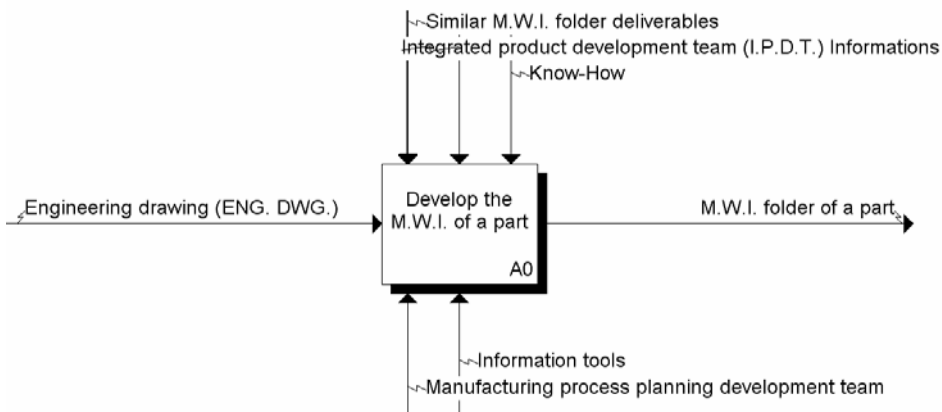 Similar M.W.I. folder deliverables
Integrated product development team (I.P.D.T.) Informations
Know-How
Engineering drawing (ENG. DWG.)
Develop the
M.W.I. of a part
A0
M.W.I. folder of a part
Information tools
Manufacturing process planning development team